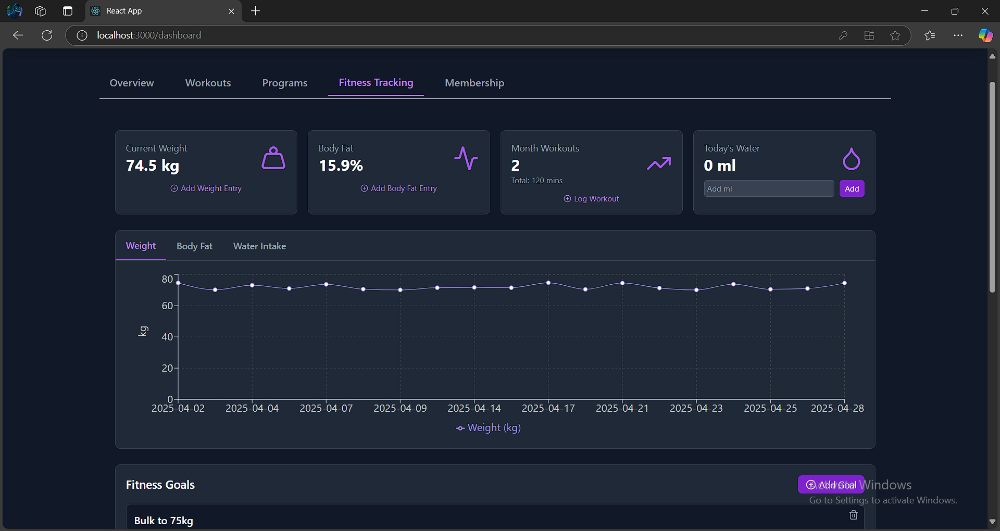 React App
localhost:3000/dashboard
Overview Workouts Programs Fitness Tracking Membership
Current Weight
74.5 kg
Add Weight Entry
Body Fat
15.9%
Add Body Fat Entry
Month Workouts
2
Total: 120 mins
Log Workout
Today's Water
0 ml
Add ml Add
Weight Body Fat Water Intake
80
60
40
20
0
kg
2025-04-02 2025-04-04 2025-04-07 2025-04-09 2025-04-14 2025-04-17 2025-04-21 2025-04-23 2025-04-25 2025-04-28
Weight (kg)
Fitness Goals
Add Goal
Activate Windows
Go to Settings to activate Windows.
Bulk to 75kg